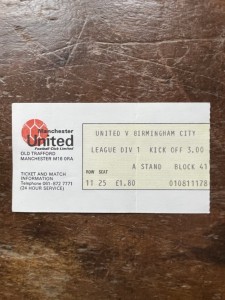 Manchester
United
Football Club Limited
OLD TRAFFORD
MANCHESTER M16 0RA
TICKET AND MATCH
INFORMATION
Telephone 061-872 7771
(24 HOUR SERVICE)
UNITED V BIRMINGHAM CITY
LEAGUE DIV 1 KICK OFF 3.00
A STAND BLOCK 41
ROW SEAT
11 25 £1.80 010811178